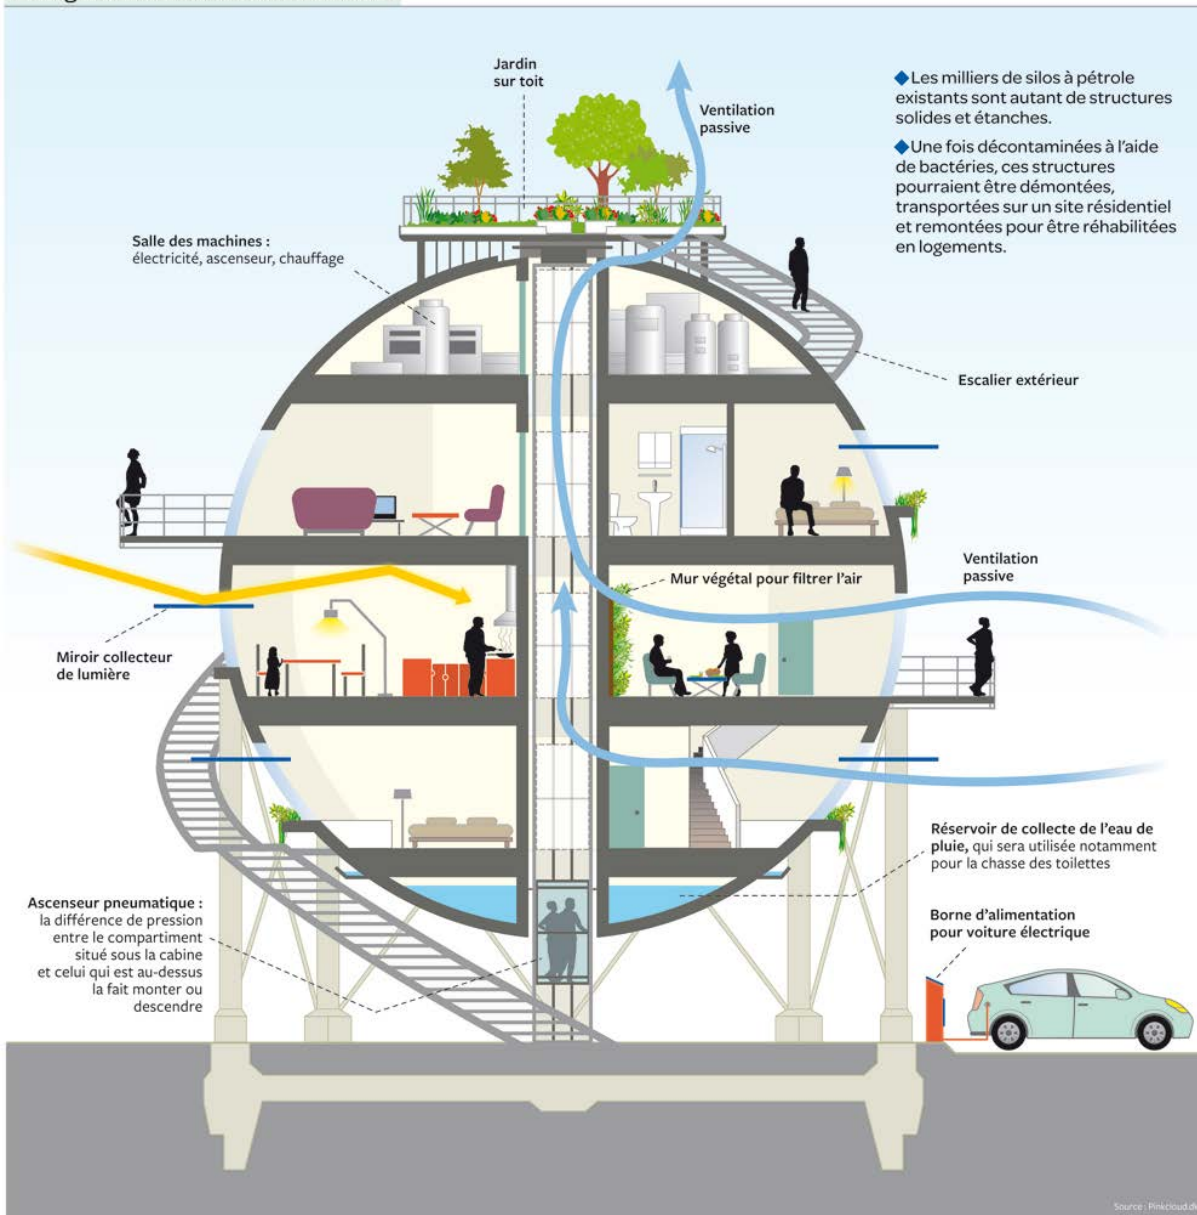 Jardin
sur toit
Ventilation
passive
◆Les milliers de silos à pétrole
existants sont autant de structures
solides et étanches.
◆Une fois décontaminées à l'aide
de bactéries, ces structures
pourraient être démontées,
transportées sur un site résidentiel
et remontées pour être réhabilitées
en logements.
Salle des machines :
électricité, ascenseur, chauffage
Escalier extérieur
Ventilation
passive
Mur végétal pour filtrer l'air
Miroir collecteur
de lumière
Réservoir de collecte de l'eau de
pluie, qui sera utilisée notamment
pour la chasse des toilettes
Ascenseur pneumatique :
la différence de pression
entre le compartiment
situé sous la cabine
et celui qui est au-dessus
la fait monter ou
descendre
Borne d'alimentation
pour voiture électrique
Source : Pinkcloud.dk